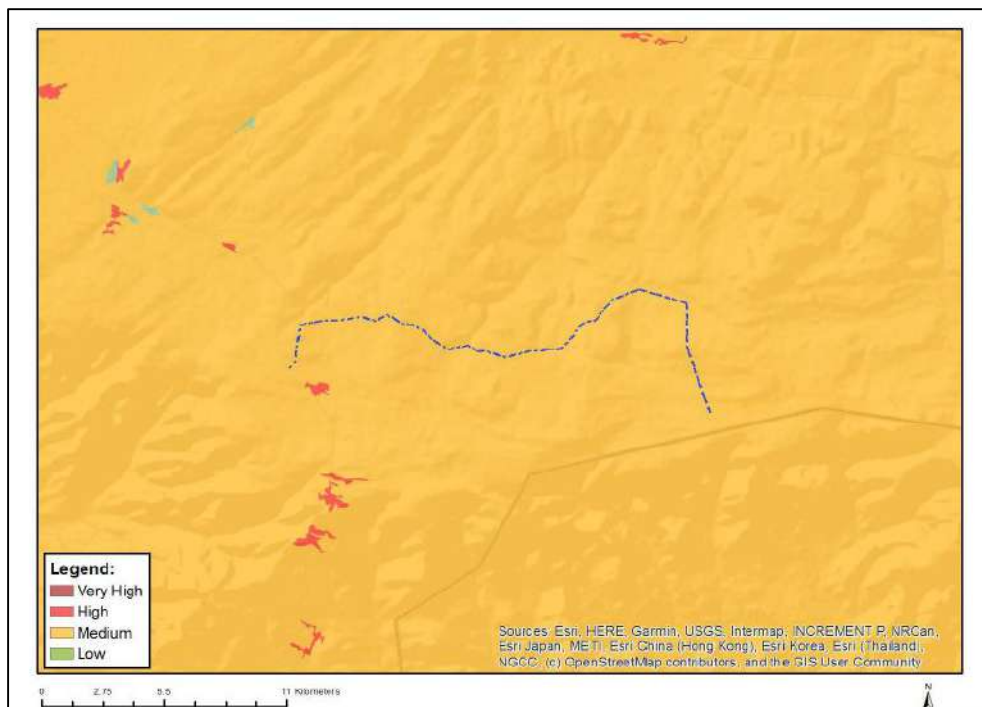 Legend:
Very High
High
Medium
Low
Sources: Esri, HERE, Garmin, USGS, Intermap, INCREMENT P, NRCan,
Esri Japan, METI, Esri China (Hong Kong), Esri Korea, Esri (Thailand),
NGCC, (c) OpenStreetMap contributors, and the GIS User Community
0 2.75 5.5 11 Kilometers
N